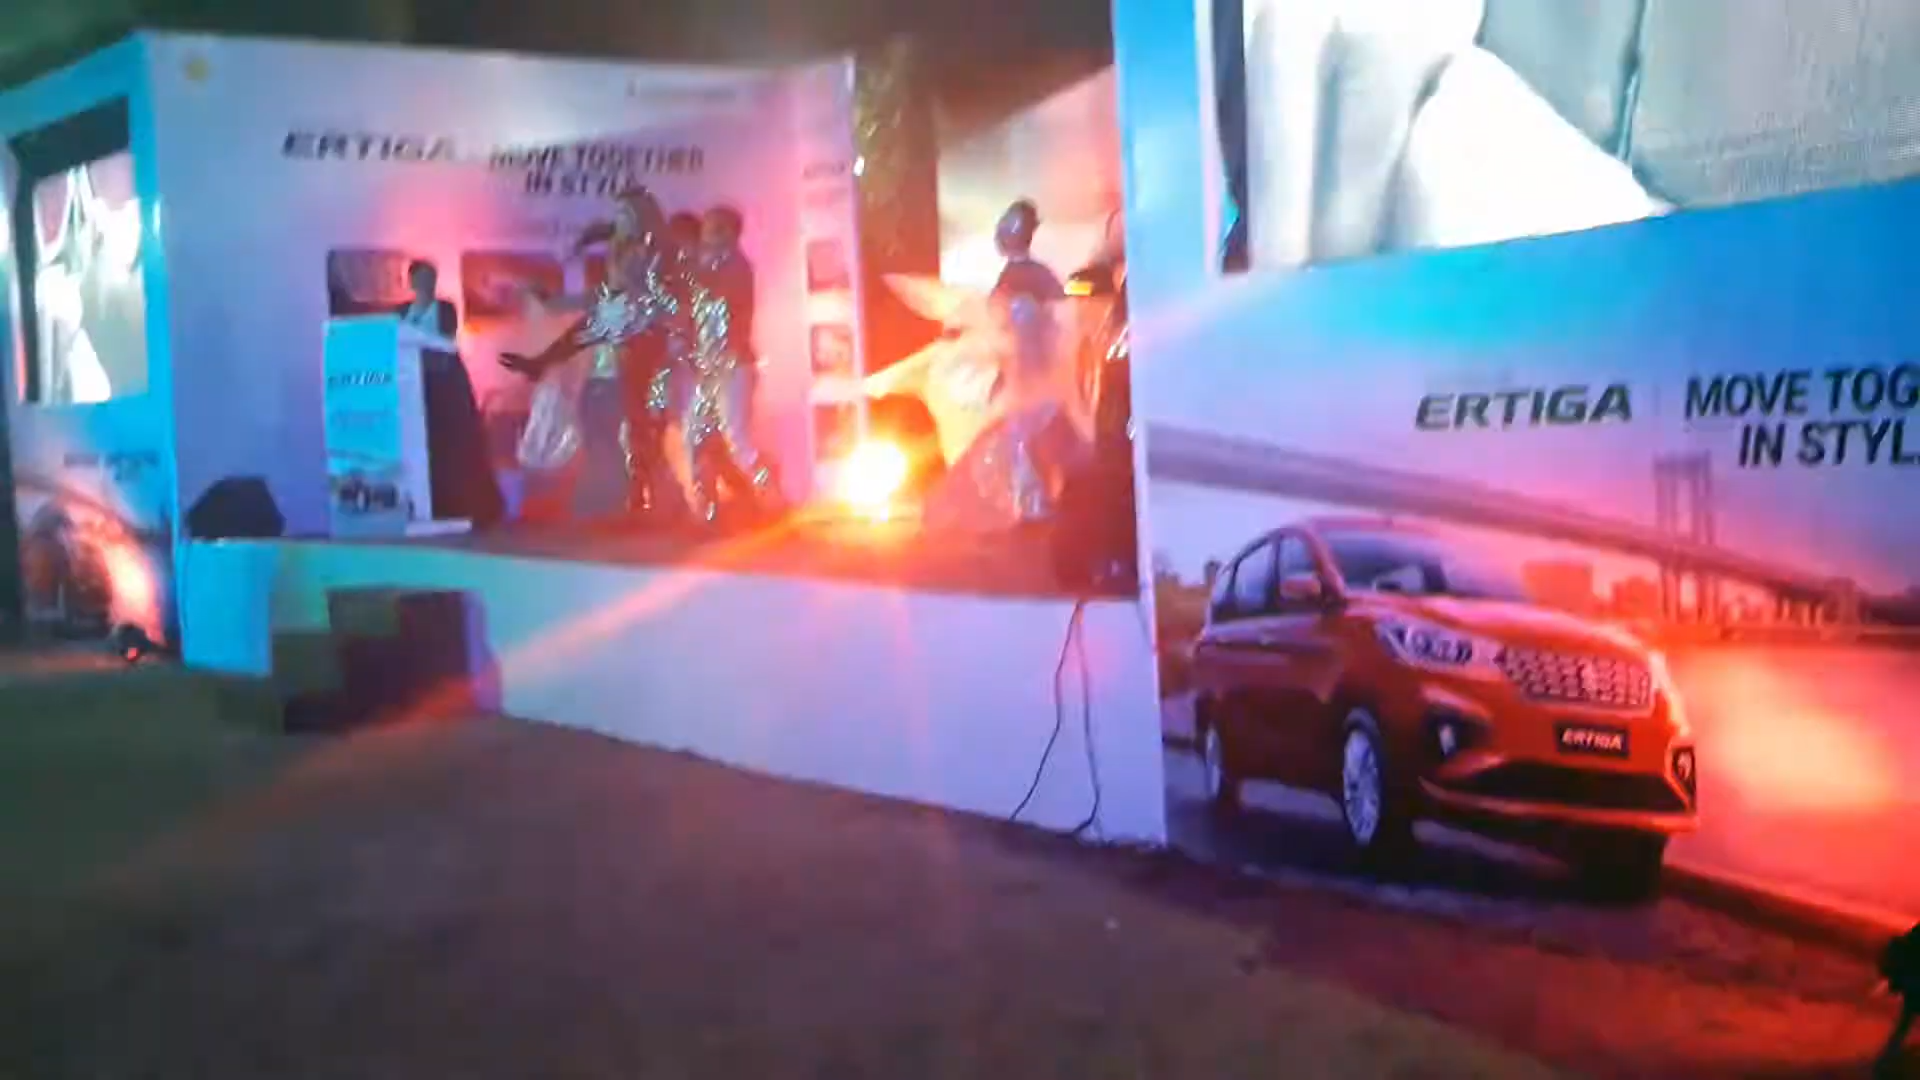 ERTIGA
MOVE TOGETHER
IN STYLE
ERTIGA
ERTIGA
MOVE TOG
IN STYL
ERTIGA